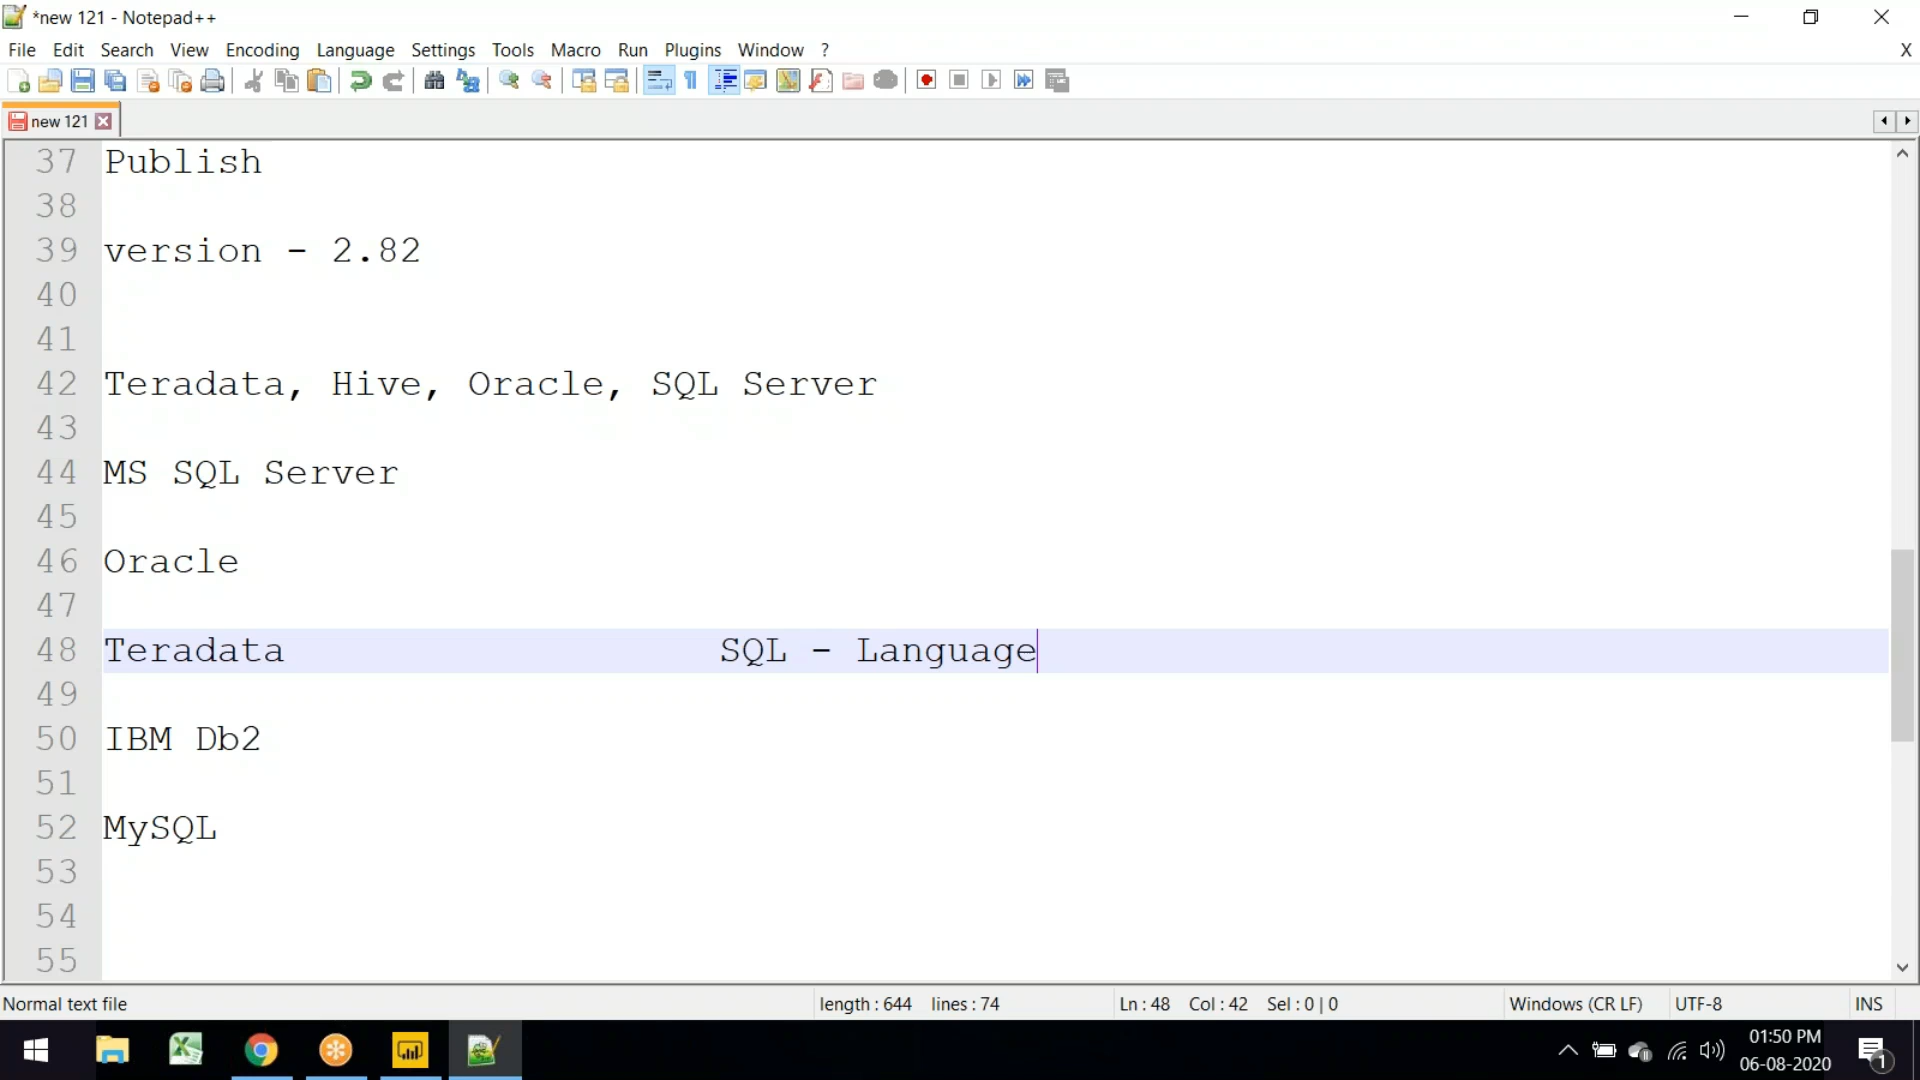 *new 121 - Notepad++
File Edit Search View Encoding Language Settings Tools Macro Run Plugins Window ? X
new 121
37 Publish
38
39 version - 2.82
40
41
42 Teradata, Hive, Oracle, SQL Server
43
44 MS SQL Server
45
46 Oracle
47
48 Teradata SQL - Language
49
50 IBM Db2
51
52 MySQL
53
54
55
Normal text file length : 644 lines : 74 Ln : 48 Col : 42 Sel : 0 | 0 Windows (CR LF) UTF-8 INS
01:50 PM
06-08-2020
1